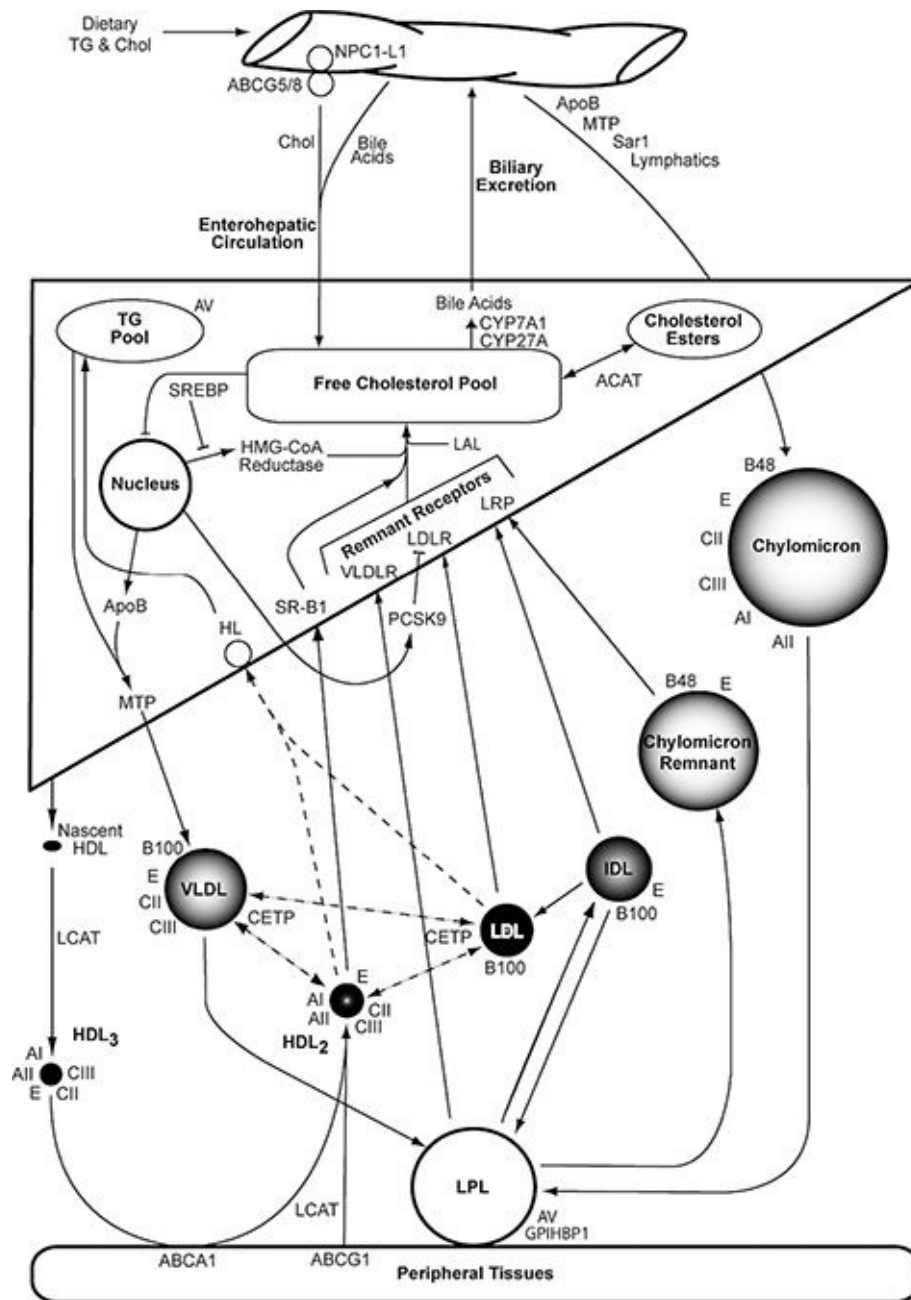 Dietary
TG & Chol
NPC1-L1
ABCG5/8
Chol
Bile
Acids
ApoB
MTP
Sar1
Lymphatics
Biliary
Excretion
Enterohepatic
Circulation
TG
Pool
AV
Bile Acids
CYP7A1
CYP27A
Cholesterol
Esters
Free Cholesterol Pool
ACAT
SREBP
HMG-CoA
Reductase
LAL
Nucleus
Remnant Receptors
LRP
LDLR
VLDLR
SR-B1
PCSK9
ApoB
HL
MTP
B48
E
CII
CIII
AI
AII
Chylomicron
B48
E
Chylomicron
Remnant
Nascent
HDL
B100
E
CII
CIII
VLDL
CETP
CETP
LDL
B100
IDL
E
B100
LCAT
E
AI
AII
CII
CIII
HDL2
HDL3
AI
AII
E
CIII
CII
LCAT
LPL
AV
GPIHBP1
ABCA1
ABCG1
Peripheral Tissues